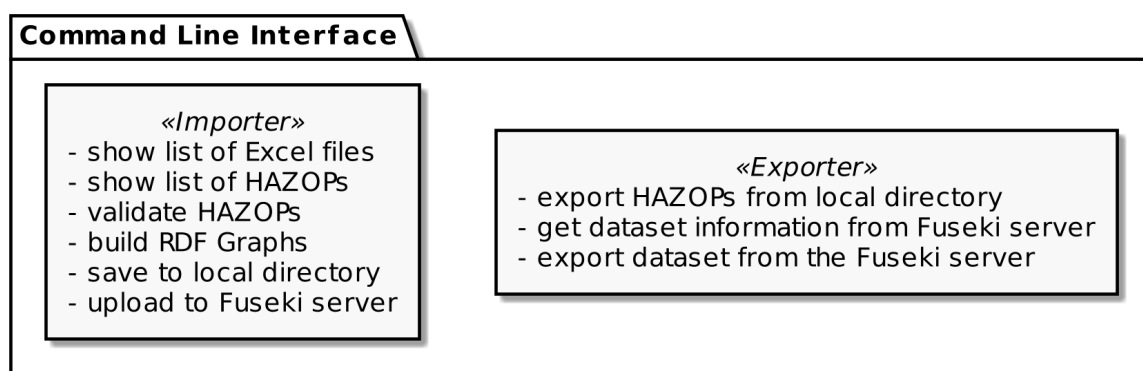 Command Line Interface
«Importer»
- show list of Excel files
- show list of HAZOPs
- validate HAZOPs
- build RDF Graphs
- save to local directory
- upload to Fuseki server
«Exporter»
- export HAZOPs from local directory
- get dataset information from Fuseki server
- export dataset from the Fuseki server